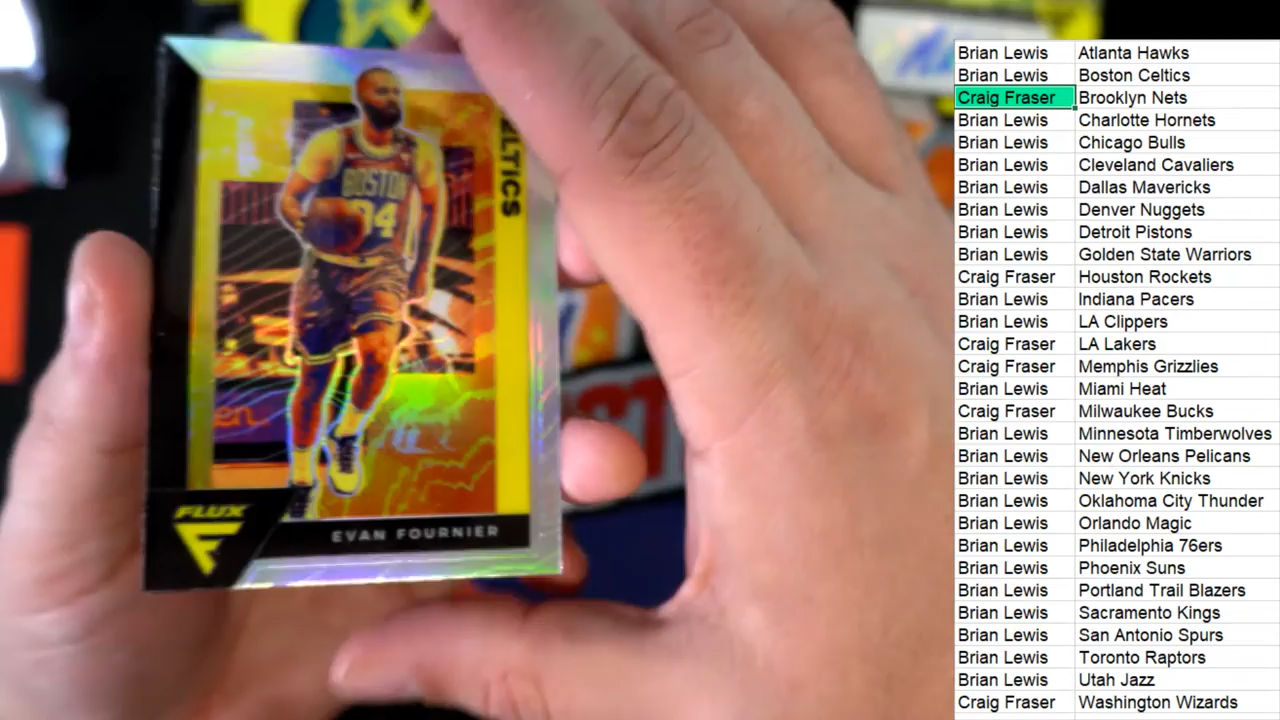 ELTICS
BOSTON
94
FLUX
EVAN FOURNIER
Brian Lewis Atlanta Hawks
Brian Lewis Boston Celtics
Craig Fraser Brooklyn Nets
Brian Lewis Charlotte Hornets
Brian Lewis Chicago Bulls
Brian Lewis Cleveland Cavaliers
Brian Lewis Dallas Mavericks
Brian Lewis Denver Nuggets
Brian Lewis Detroit Pistons
Brian Lewis Golden State Warriors
Craig Fraser Houston Rockets
Brian Lewis Indiana Pacers
Brian Lewis LA Clippers
Craig Fraser LA Lakers
Craig Fraser Memphis Grizzlies
Brian Lewis Miami Heat
Craig Fraser Milwaukee Bucks
Brian Lewis Minnesota Timberwolves
Brian Lewis New Orleans Pelicans
Brian Lewis New York Knicks
Brian Lewis Oklahoma City Thunder
Brian Lewis Orlando Magic
Brian Lewis Philadelphia 76ers
Brian Lewis Phoenix Suns
Brian Lewis Portland Trail Blazers
Brian Lewis Sacramento Kings
Brian Lewis San Antonio Spurs
Brian Lewis Toronto Raptors
Brian Lewis Utah Jazz
Craig Fraser Washington Wizards